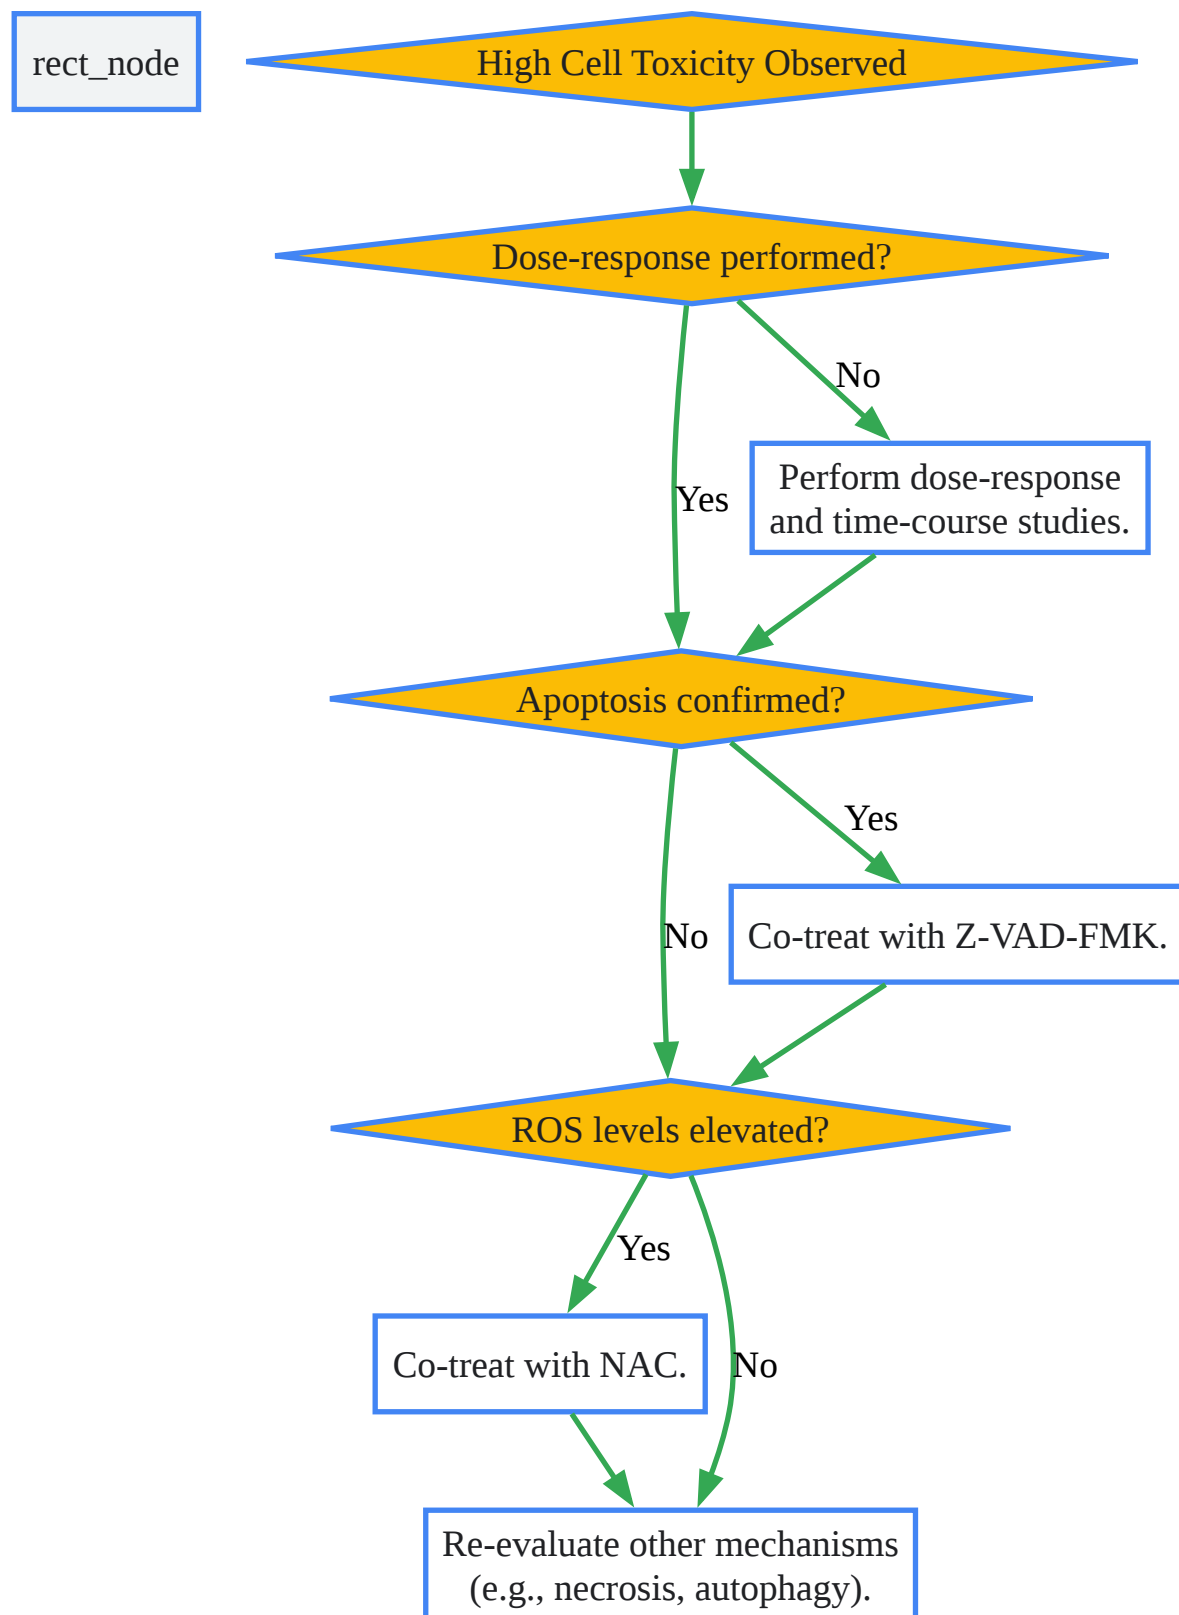 rect_node
High Cell Toxicity Observed
Dose-response performed?
No
Yes
Perform dose-response
and time-course studies.
Apoptosis confirmed?
Yes
No
Co-treat with Z-VAD-FMK.
ROS levels elevated?
Yes
Co-treat with NAC.
No
Re-evaluate other mechanisms
(e.g., necrosis, autophagy).